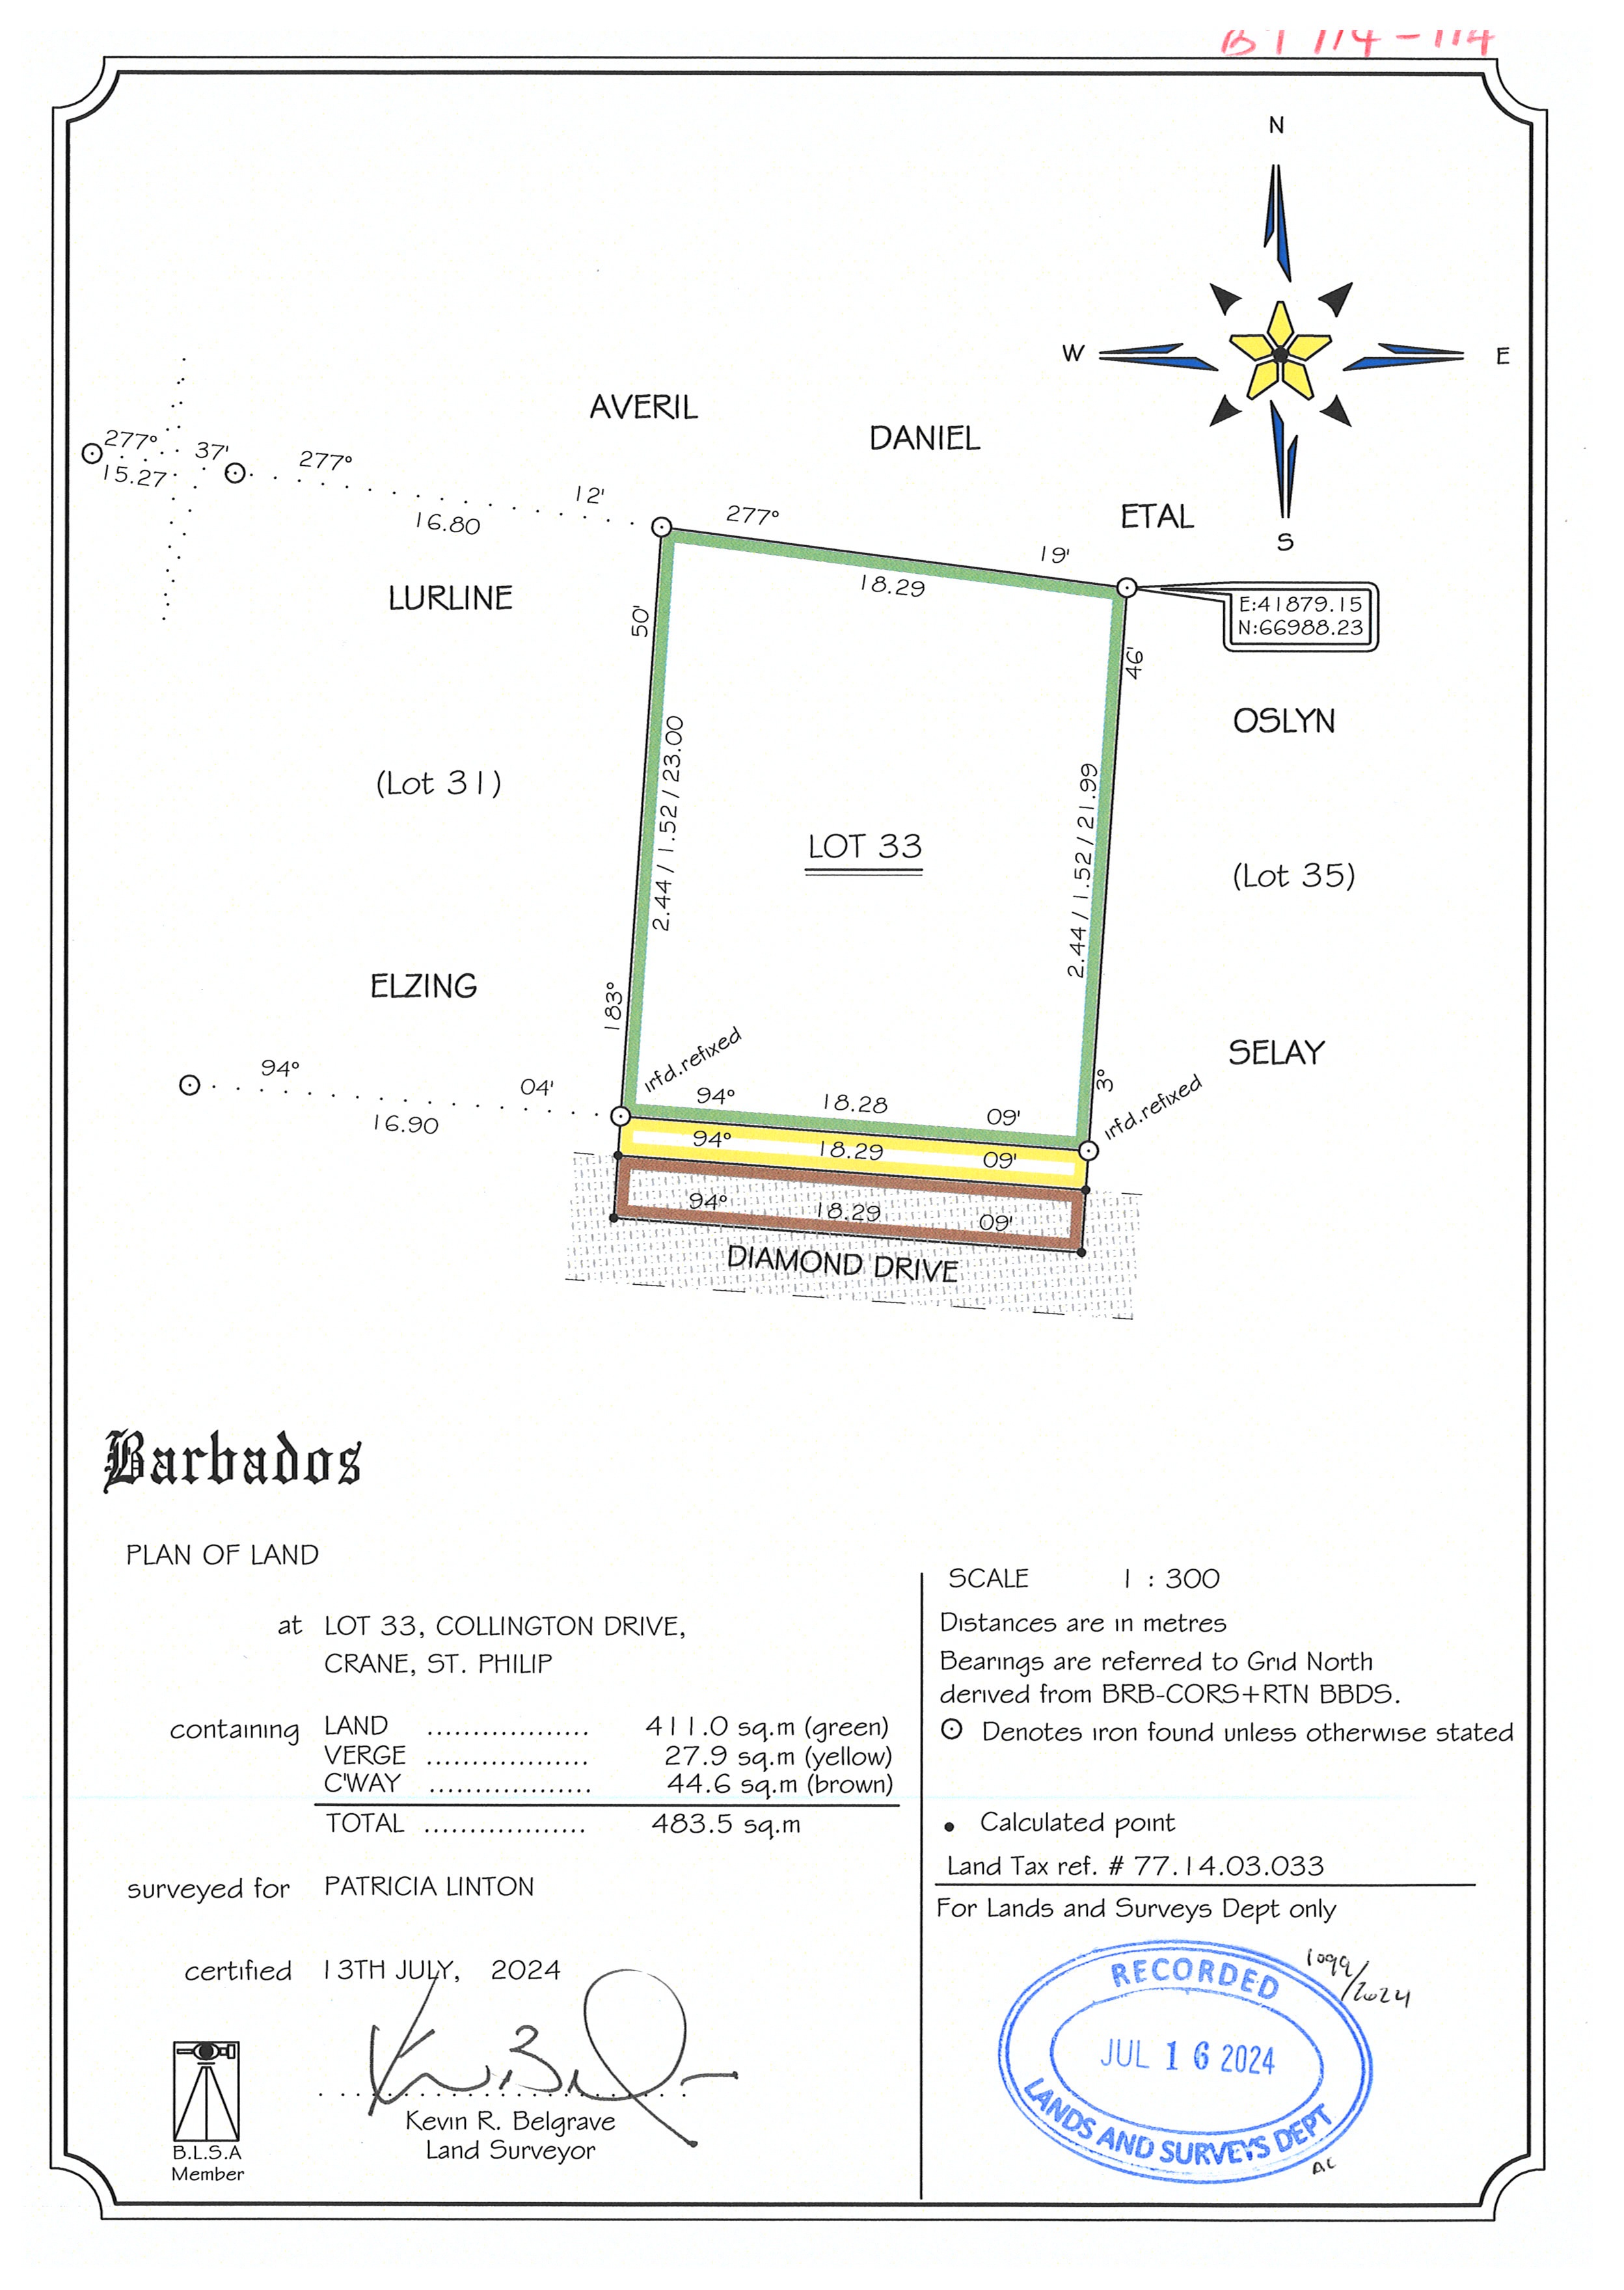 B1 114-114
N
W
E
S
AVERIL
DANIEL
ETAL
277°
37'
15.27
277°
12'
16.80
277°
19'
18.29
E:41879.15
N:66988.23
LURLINE
50'
46'
OSLYN
(Lot 31)
2.44 / 1.52 / 23.00
2.44 / 1.52 / 21.99
LOT 33
(Lot 35)
ELZING
183°
SELAY
irfd.refixed
3°
irfd.refixed
94°
04'
16.90
94°
18.28
09'
94°
18.29
09'
94°
18.29
09'
DIAMOND DRIVE
Barbados
PLAN OF LAND
at LOT 33, COLLINGTON DRIVE,
CRANE, ST. PHILIP
containing LAND .................. 411.0 sq.m (green)
VERGE .................. 27.9 sq.m (yellow)
C'WAY .................. 44.6 sq.m (brown)
TOTAL .................. 483.5 sq.m
surveyed for PATRICIA LINTON
certified 13TH JULY, 2024
Kevin R. Belgrave
Land Surveyor
B.L.S.A
Member
SCALE 1 : 300
Distances are in metres
Bearings are referred to Grid North
derived from BRB-CORS+RTN BBDS.
Denotes iron found unless otherwise stated
Calculated point
Land Tax ref. # 77.14.03.033
For Lands and Surveys Dept only
1099/2024
RECORDED
JUL 16 2024
LANDS AND SURVEYS DEPT
AC